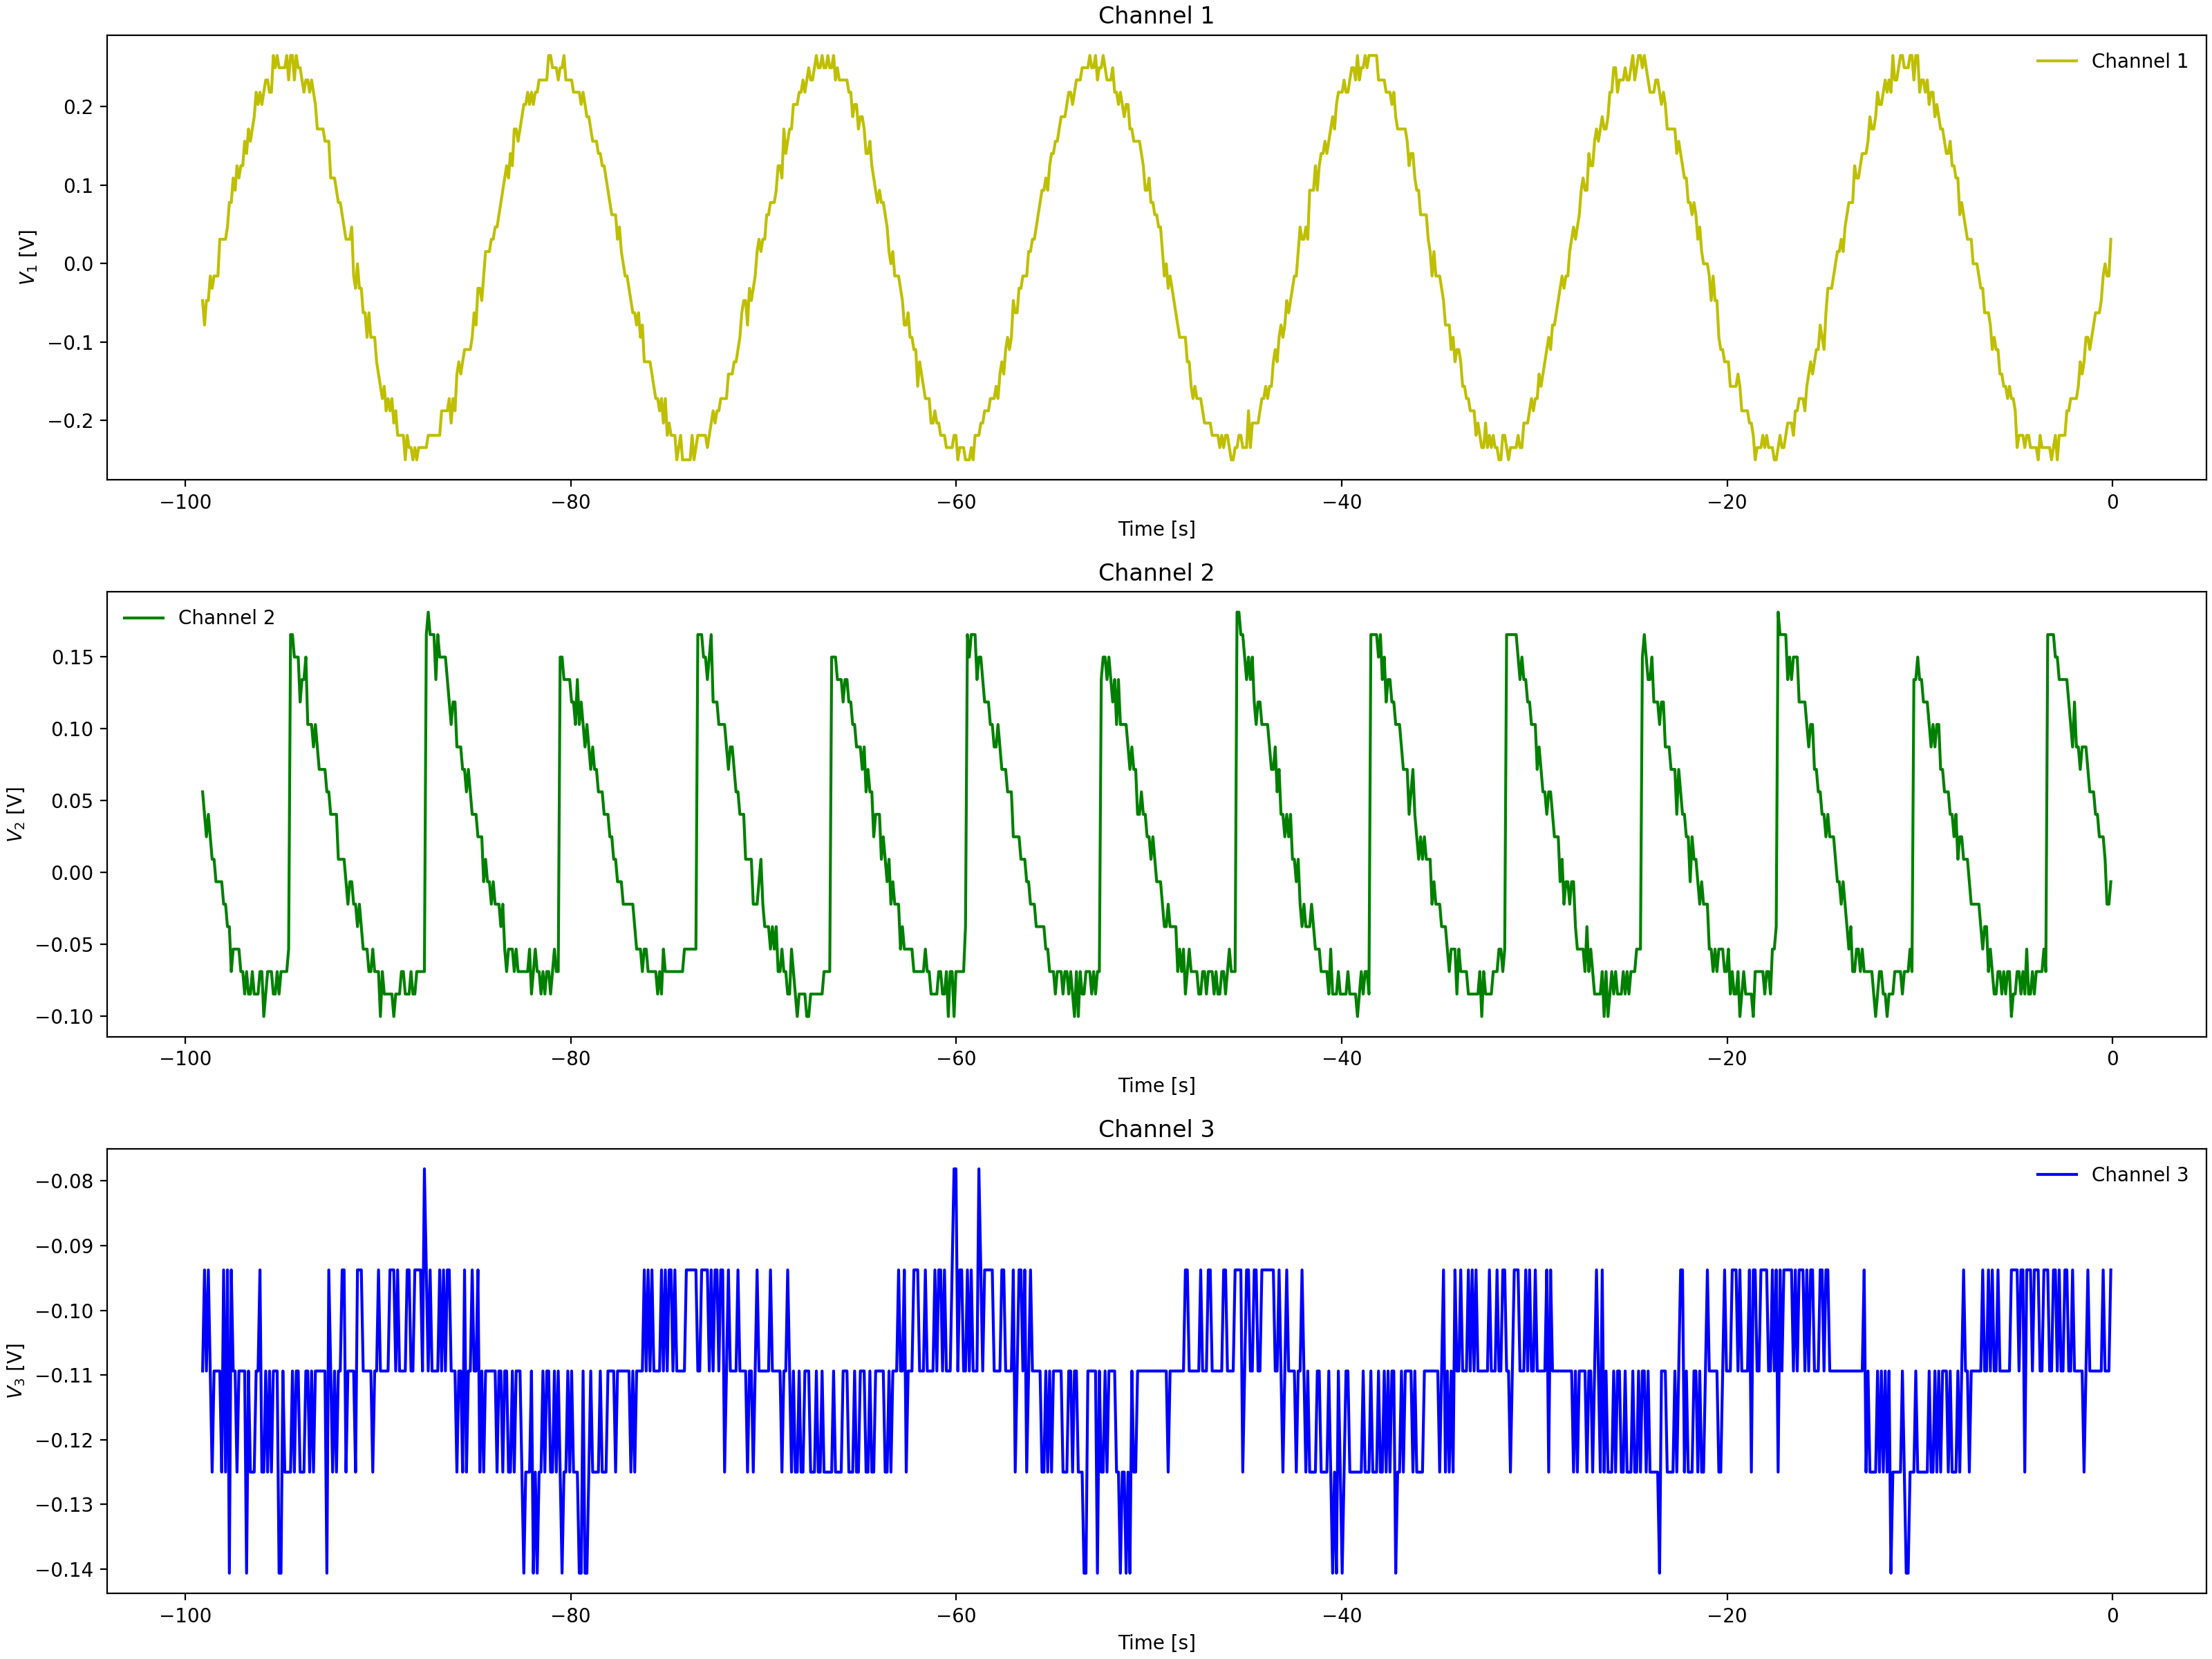 Channel 1
Channel 1
0.2
0.1
0.0
−0.1
−0.2
V1 [V]
−100 −80 −60 −40 −20 0
Time [s]
Channel 2
Channel 2
0.15
0.10
0.05
0.00
−0.05
−0.10
V2 [V]
−100 −80 −60 −40 −20 0
Time [s]
Channel 3
Channel 3
−0.08
−0.09
−0.10
−0.11
−0.12
−0.13
−0.14
V3 [V]
−100 −80 −60 −40 −20 0
Time [s]